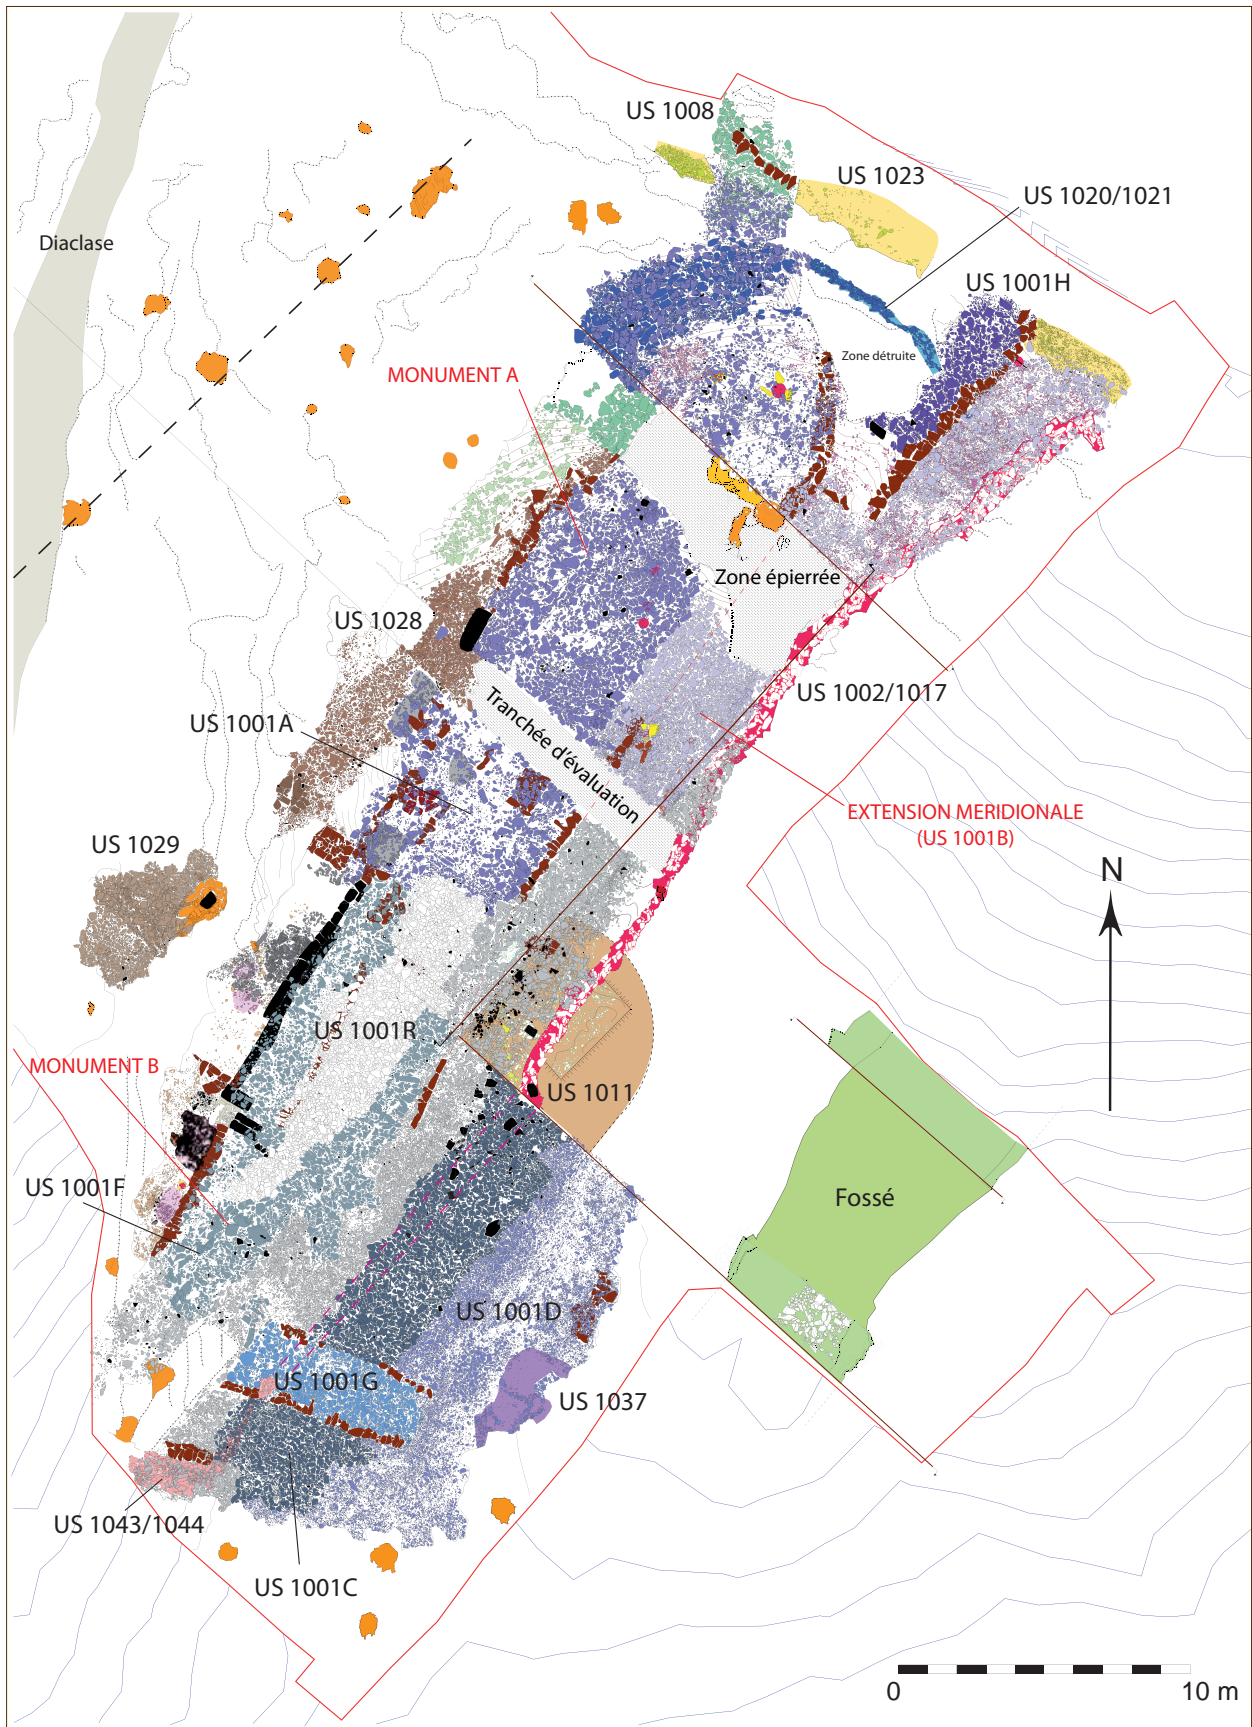 US 1008
US 1023
US 1020/1021
Diaclase
US 1001H
Zone détruite
MONUMENT A
Zone épierrée
US 1028
US 1002/1017
US 1001A
Tranchée d'évaluation
EXTENSION MERIDIONALE
(US 1001B)
US 1029
N
US 1001R
MONUMENT B
US 1011
US 1001F
Fossé
US 1001D
US 1001G
US 1037
US 1043/1044
US 1001C
0
10 m